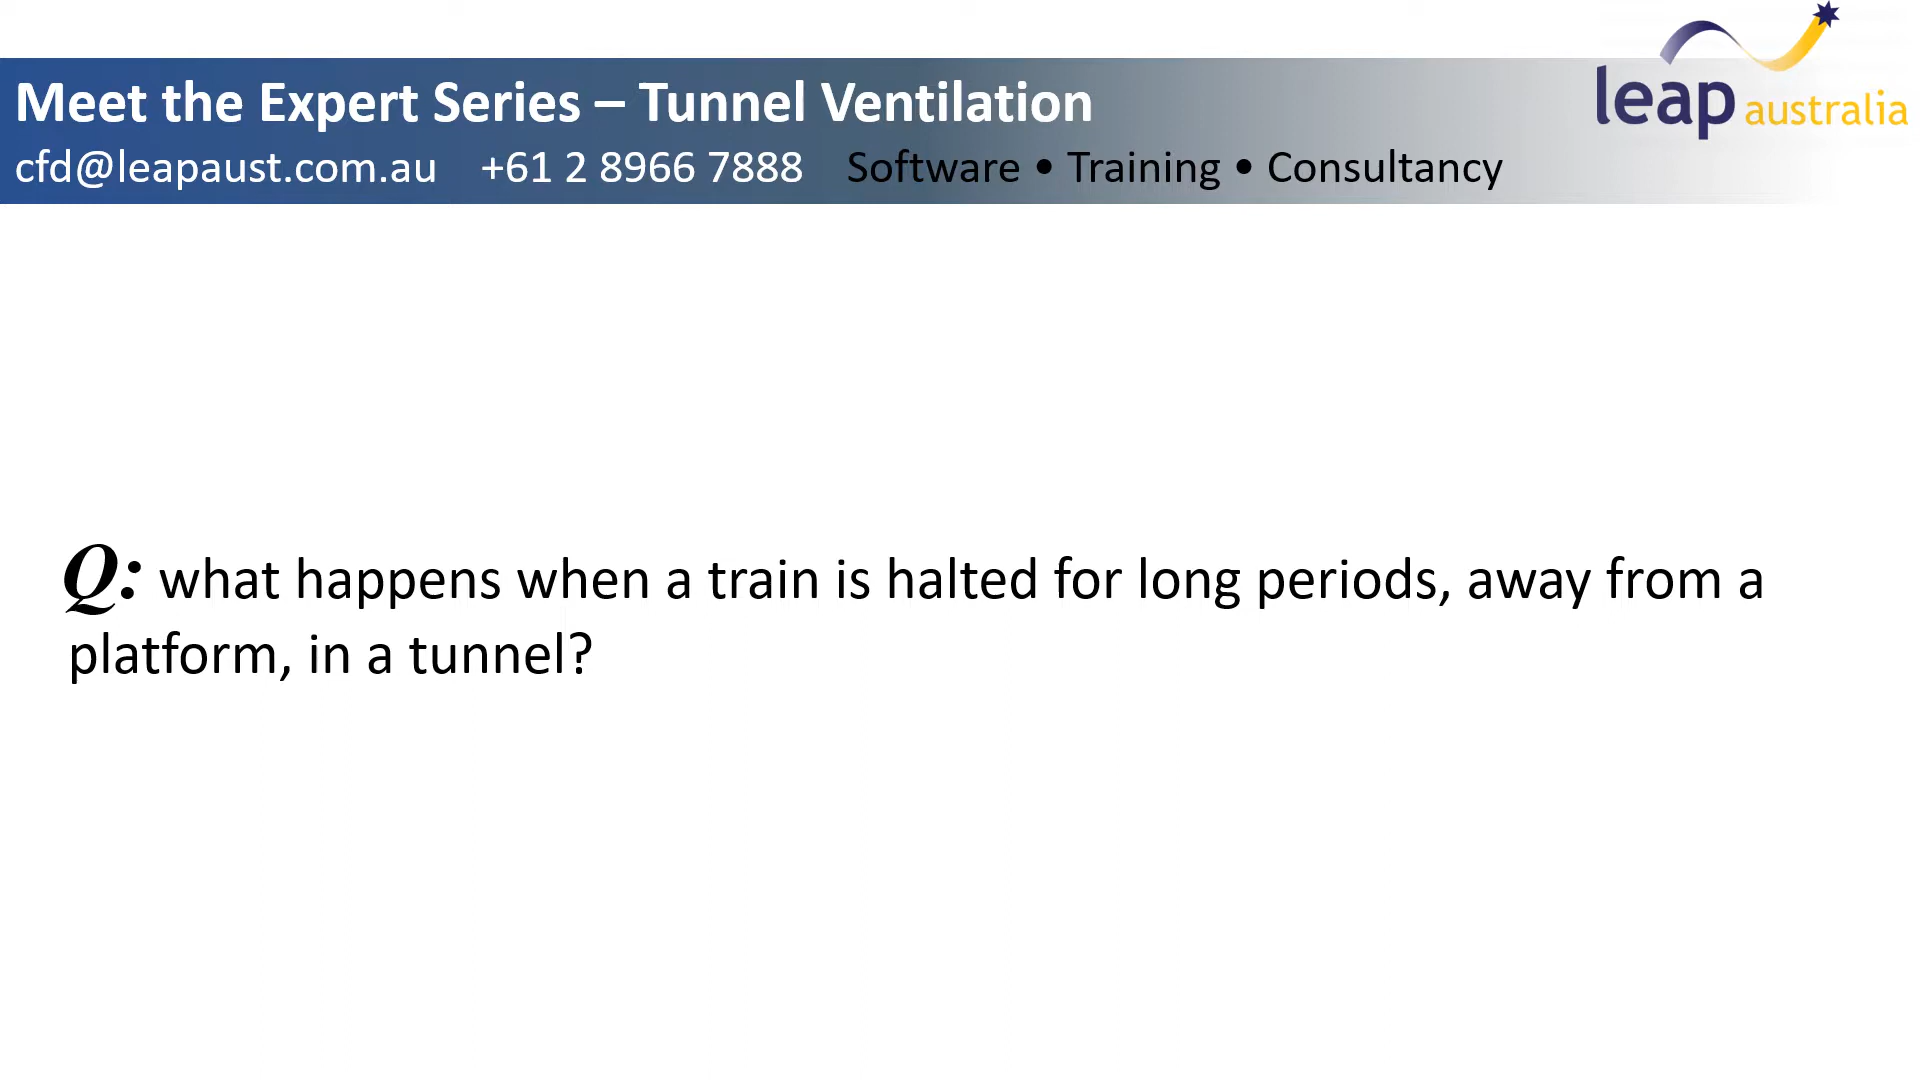 Meet the Expert Series – Tunnel Ventilation
leap australia
cfd@leapaust.com.au +61 2 8966 7888 Software • Training • Consultancy
Q: what happens when a train is halted for long periods, away from a
platform, in a tunnel?